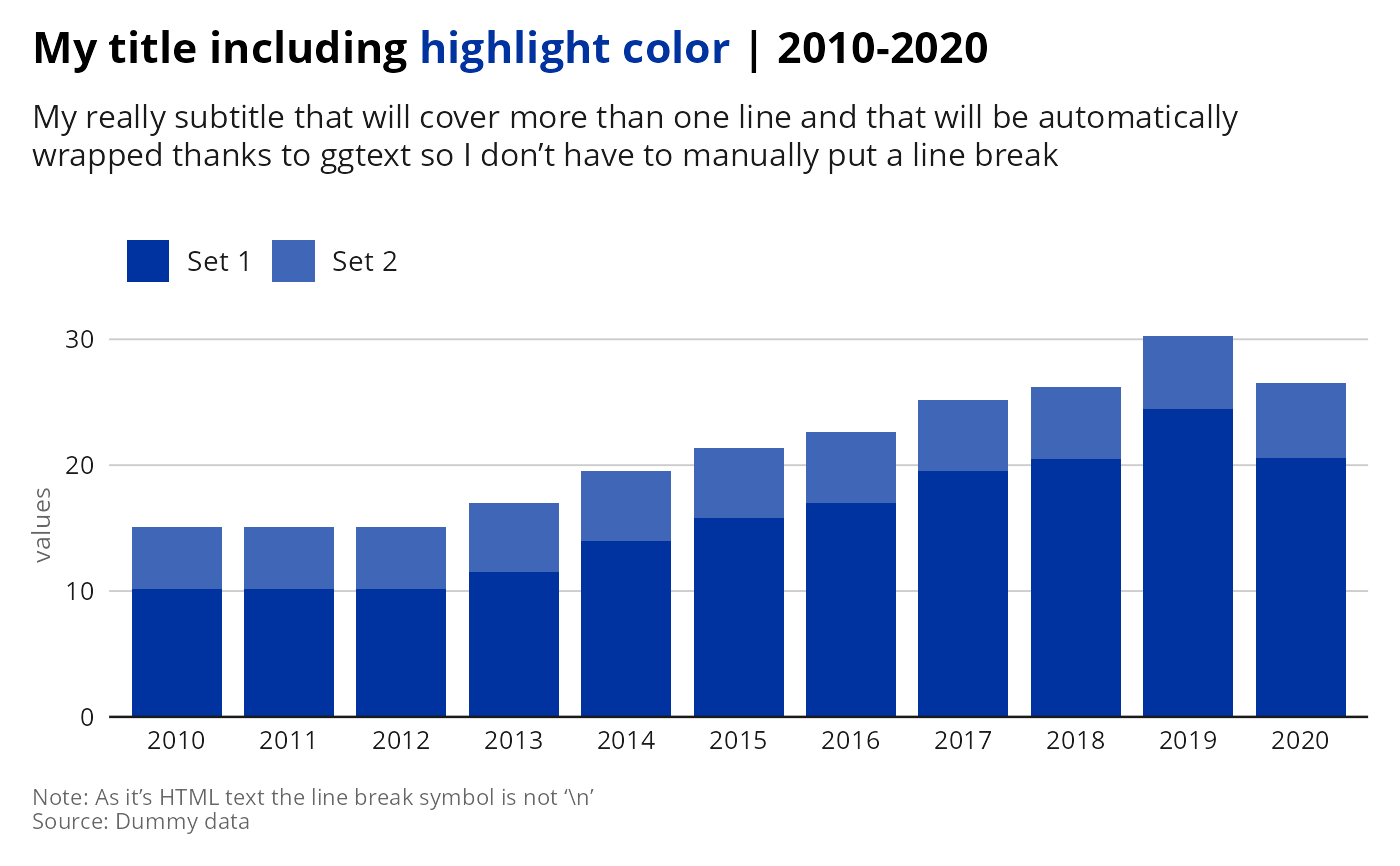 My title including highlight color | 2010-2020
My really subtitle that will cover more than one line and that will be automatically
wrapped thanks to ggtext so I don’t have to manually put a line break
Set 1 Set 2
30
20
values
10
0
2010 2011 2012 2013 2014 2015 2016 2017 2018 2019 2020
Note: As it’s HTML text the line break symbol is not ‘\n’
Source: Dummy data